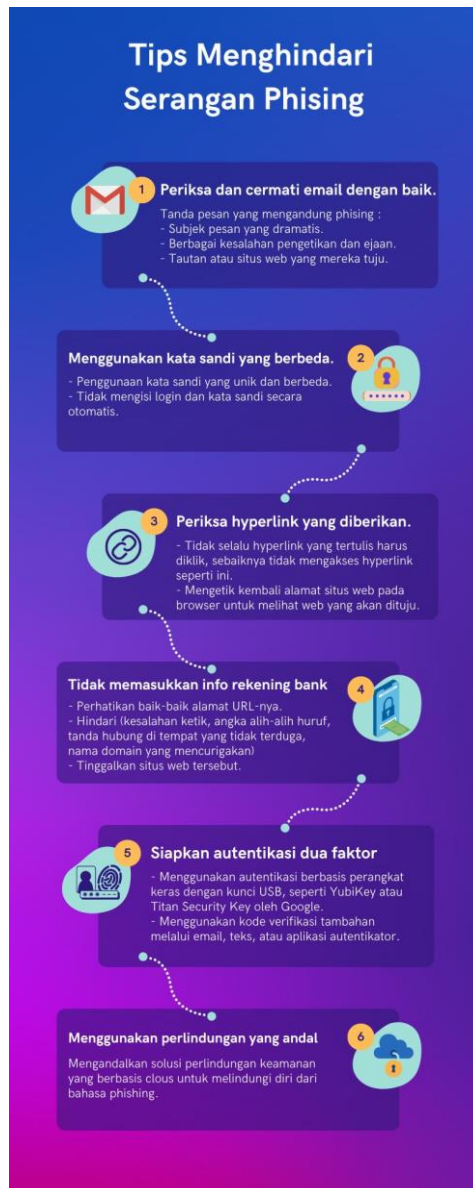 Tips Menghindari
Serangan Phising
1
Periksa dan cermati email dengan baik.
Tanda pesan yang mengandung phising :
- Subjek pesan yang dramatis.
- Berbagai kesalahan pengetikan dan ejaan.
- Tautan atau situs web yang mereka tuju.
2
Menggunakan kata sandi yang berbeda.
- Penggunaan kata sandi yang unik dan berbeda.
- Tidak mengisi login dan kata sandi secara
otomatis.
3
Periksa hyperlink yang diberikan.
- Tidak selalu hyperlink yang tertulis harus
diklik, sebaiknya tidak mengakses hyperlink
seperti ini.
- Mengetik kembali alamat situs web pada
browser untuk melihat web yang akan dituju.
4
Tidak memasukkan info rekening bank
- Perhatikan baik-baik alamat URL-nya.
- Hindari (kesalahan ketik, angka alih-alih huruf,
tanda hubung di tempat yang tidak terduga,
nama domain yang mencurigakan)
- Tinggalkan situs web tersebut.
5
Siapkan autentikasi dua faktor
- Menggunakan autentikasi berbasis perangkat
keras dengan kunci USB, seperti YubiKey atau
Titan Security Key oleh Google.
- Menggunakan kode verifikasi tambahan
melalui email, teks, atau aplikasi autentikator.
6
Menggunakan perlindungan yang andal
Mengandalkan solusi perlindungan keamanan
yang berbasis clous untuk melindungi diri dari
bahasa phishing.